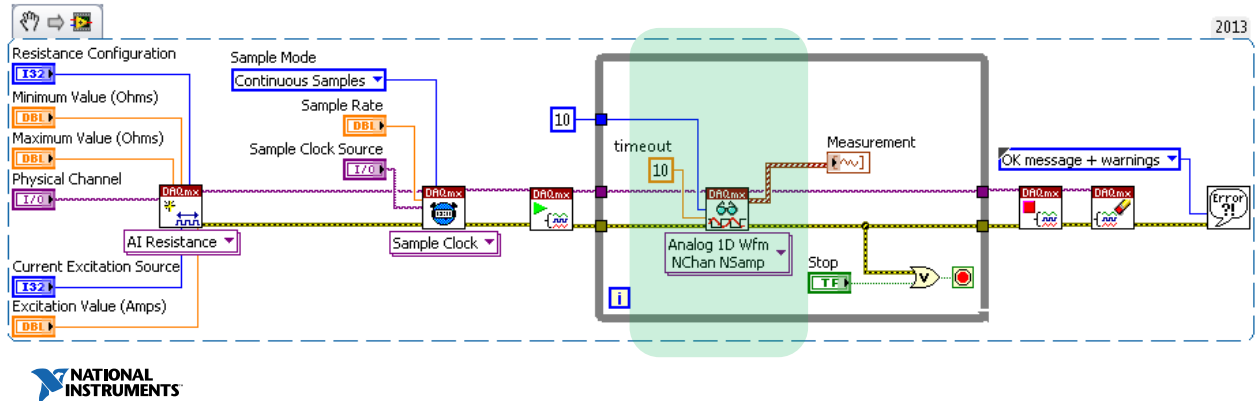 2013
Resistance Configuration
I32
Minimum Value (Ohms)
DBL
Maximum Value (Ohms)
DBL
Physical Channel
I/O
DAQmx
AI Resistance
Current Excitation Source
I32
Excitation Value (Amps)
DBL
Sample Mode
Continuous Samples
Sample Rate
DBL
Sample Clock Source
I/O
DAQmx
Sample Clock
DAQmx
10
timeout
10
DAQmx
Analog 1D Wfm
NChan NSamp
Measurement
Stop
TF
V
i
OK message + warnings
DAQmx
DAQmx
Error
?!
NATIONAL
INSTRUMENTS